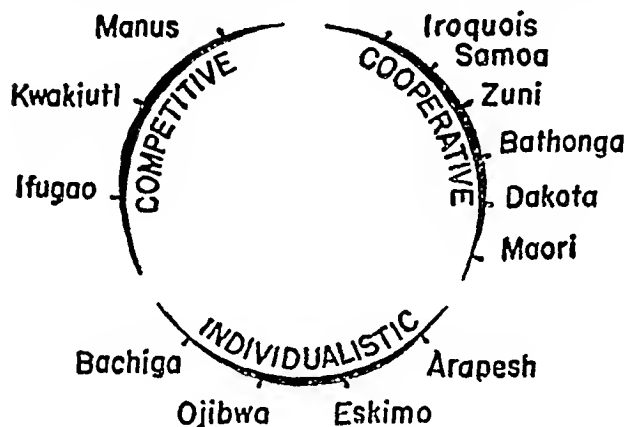 Manus
Kwakiutl
Ifugao
COMPETITIVE
Iroquois
Samoa
Zuni
Bathonga
Dakota
Maori
COOPERATIVE
INDIVIDUALISTIC
Bachiga
Ojibwa
Eskimo
Arapesh